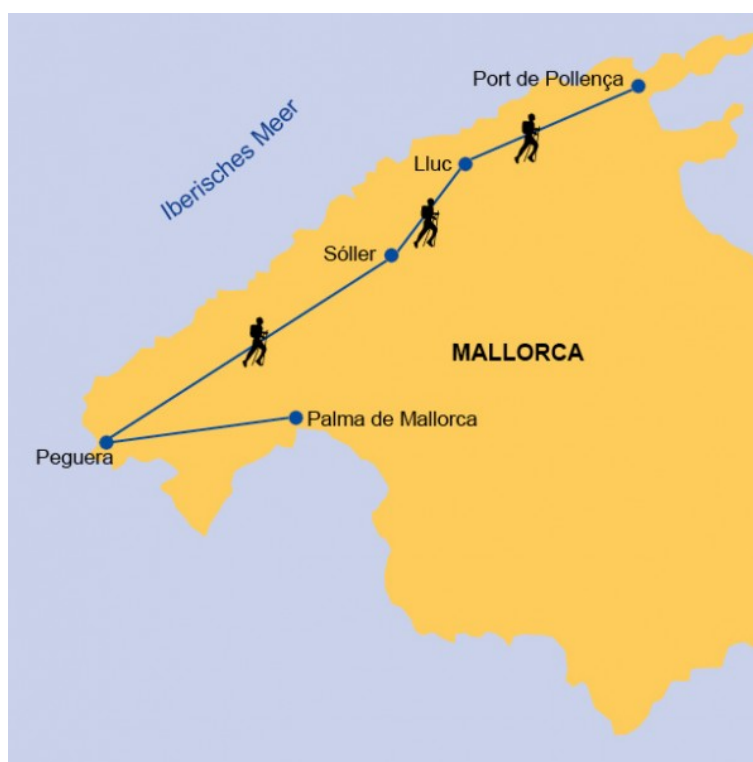 Port de Pollença
Iberisches Meer
Lluc
Sóller
MALLORCA
Palma de Mallorca
Peguera